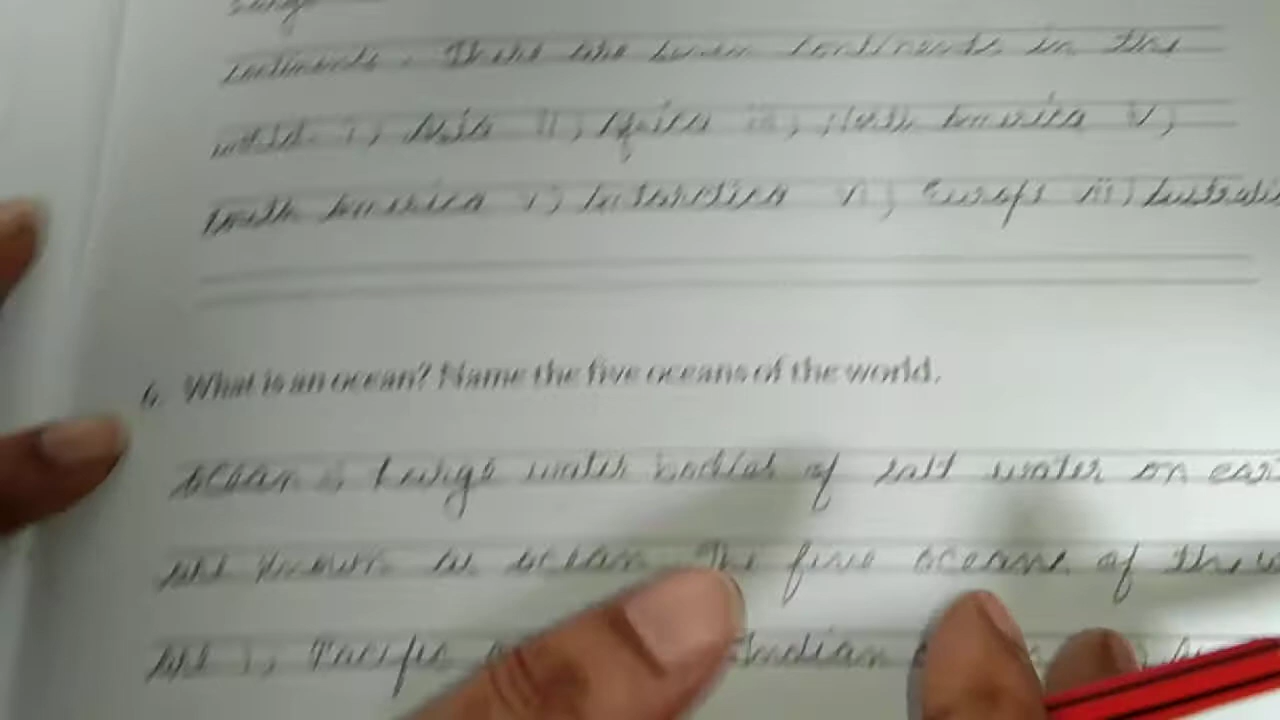 continents. There are seven continents in the
world. i) Asia ii) Africa iii) North America iv)
South America v) Antarctica vi) Europe vii) Australi
6. What is an ocean? Name the five oceans of the world.
Ocean is Large water bodies of salt water on ear
are known as ocean. The five oceans of the w
are i) Pacific Indian